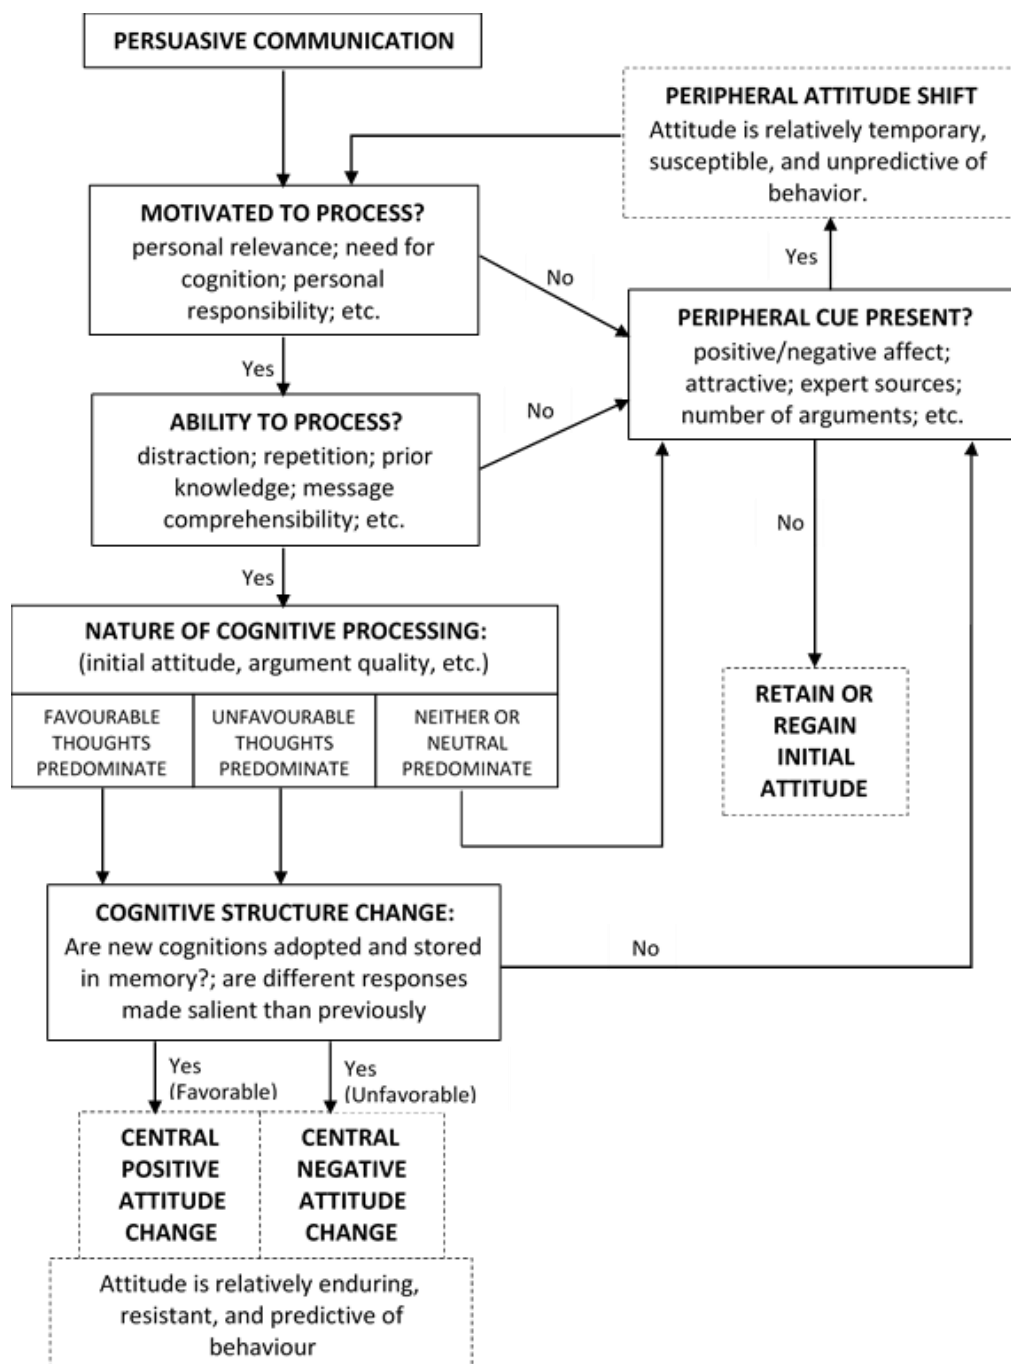 PERSUASIVE COMMUNICATION
PERIPHERAL ATTITUDE SHIFT
Attitude is relatively temporary,
susceptible, and unpredictive of
behavior.
MOTIVATED TO PROCESS?
personal relevance; need for
cognition; personal
responsibility; etc.
No
Yes
PERIPHERAL CUE PRESENT?
positive/negative affect;
attractive; expert sources;
number of arguments; etc.
Yes
ABILITY TO PROCESS?
distraction; repetition; prior
knowledge; message
comprehensibility; etc.
No
No
Yes
NATURE OF COGNITIVE PROCESSING:
(initial attitude, argument quality, etc.)
FAVOURABLE
THOUGHTS
PREDOMINATE
UNFAVOURABLE
THOUGHTS
PREDOMINATE
NEITHER OR
NEUTRAL
PREDOMINATE
RETAIN OR
REGAIN
INITIAL
ATTITUDE
COGNITIVE STRUCTURE CHANGE:
Are new cognitions adopted and stored
in memory?; are different responses
made salient than previously
No
Yes
(Favorable)
Yes
(Unfavorable)
CENTRAL
POSITIVE
ATTITUDE
CHANGE
CENTRAL
NEGATIVE
ATTITUDE
CHANGE
Attitude is relatively enduring,
resistant, and predictive of
behaviour